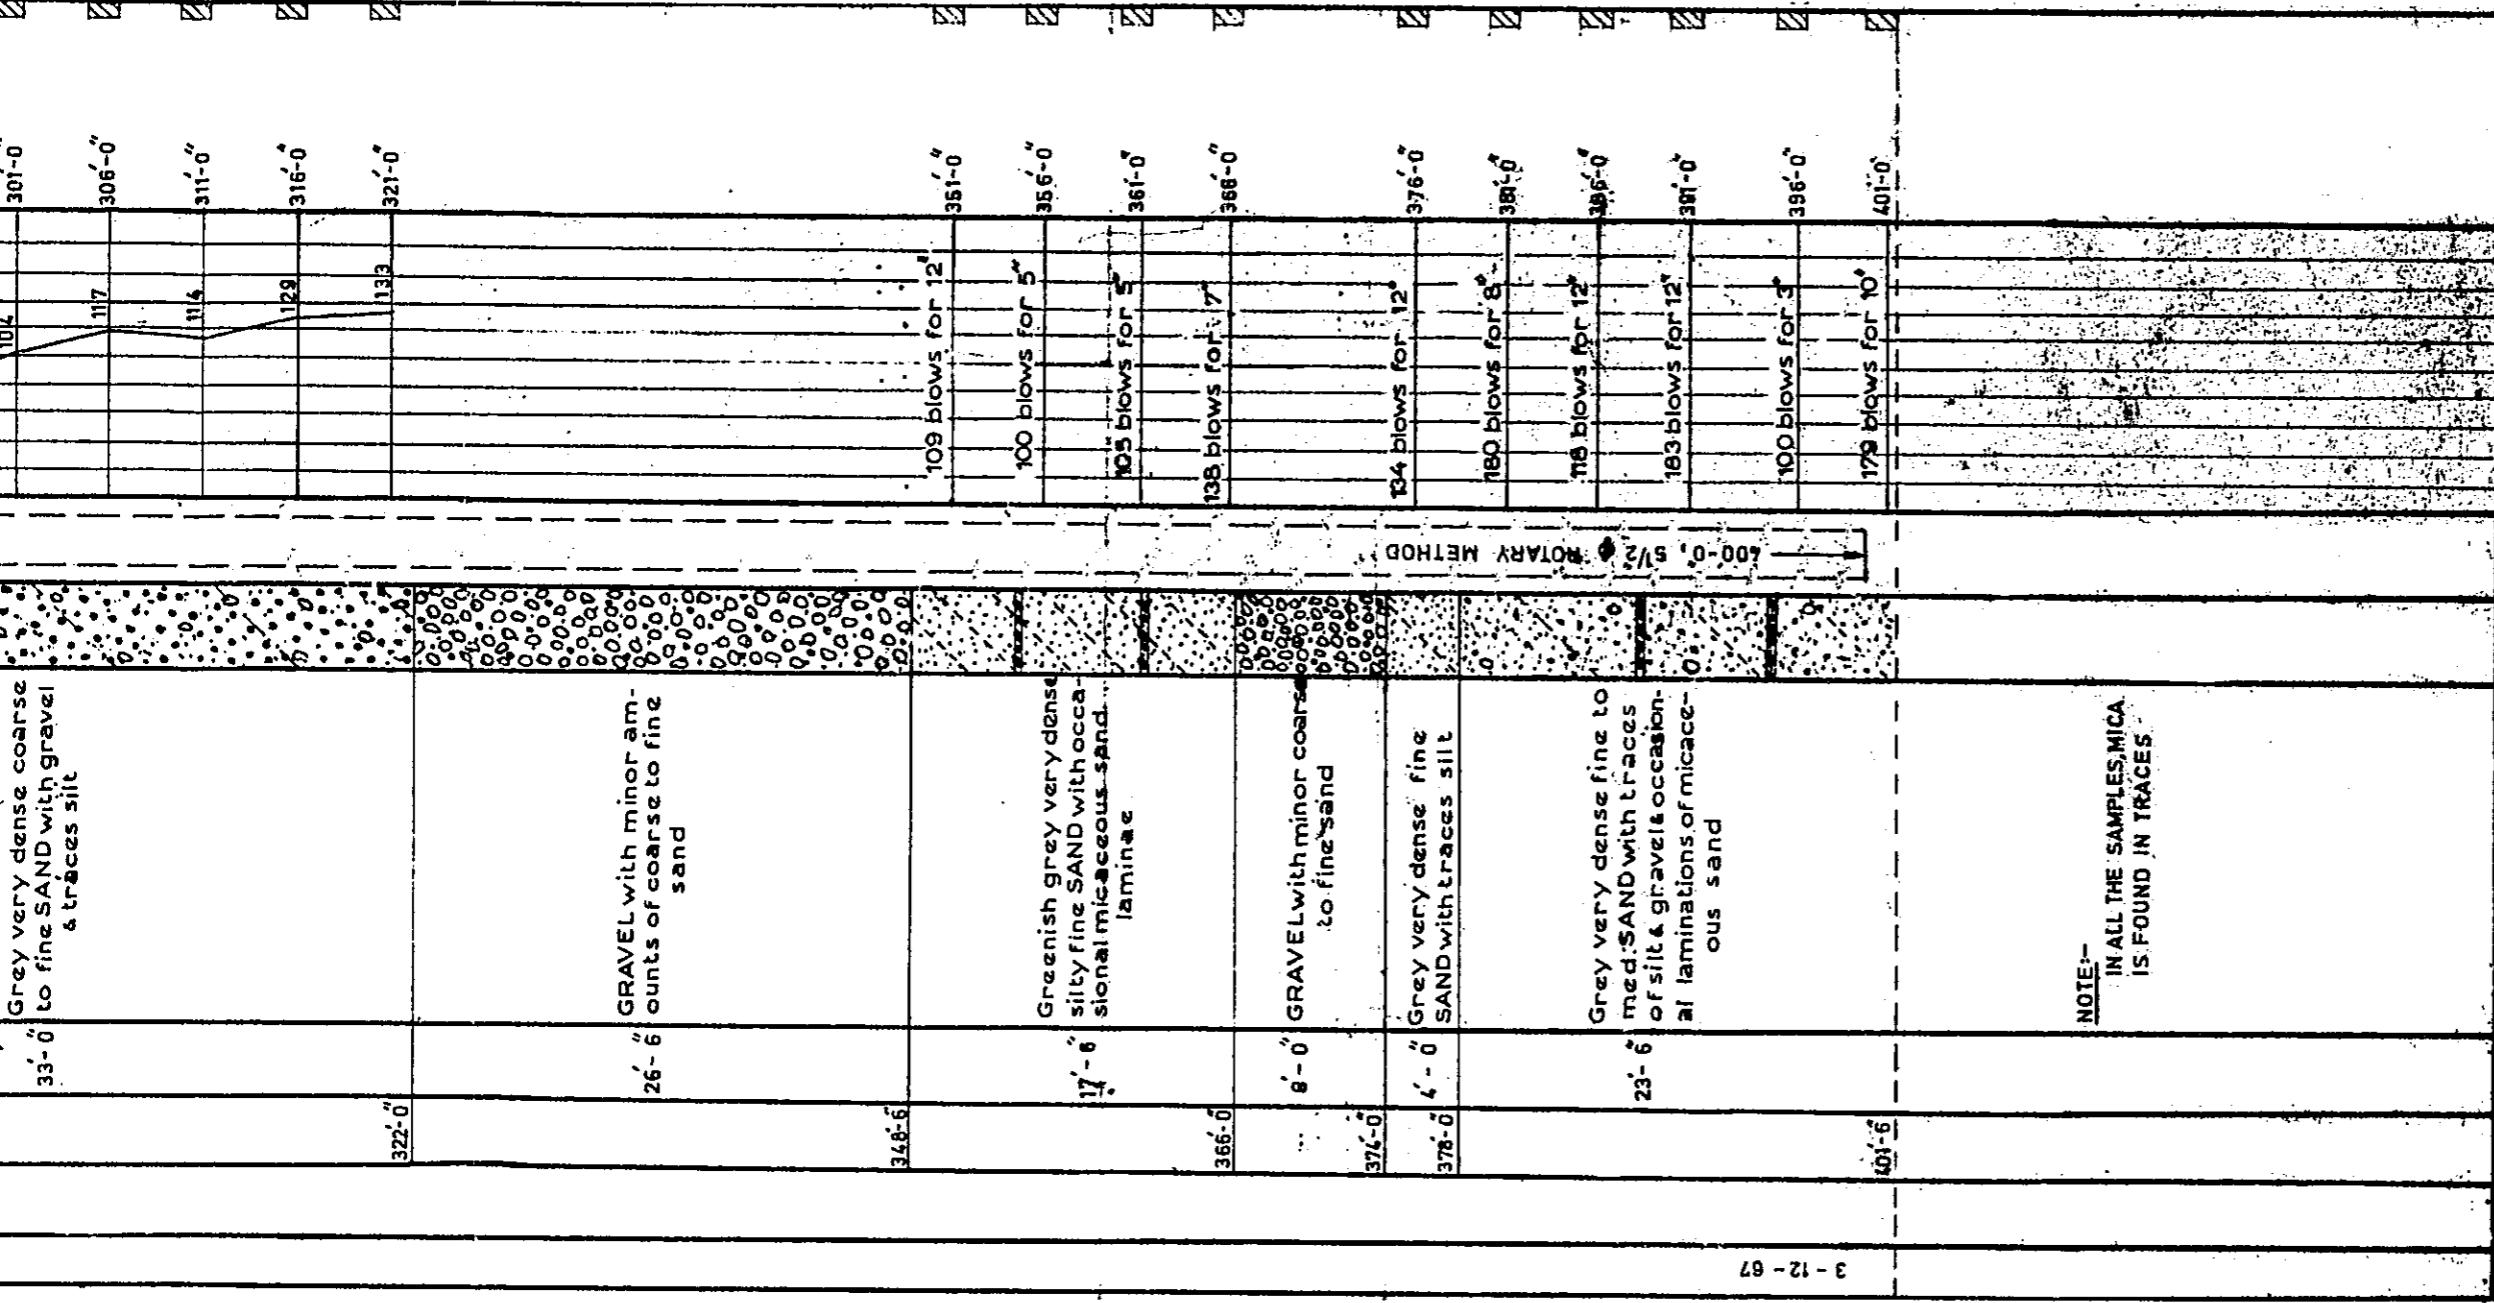 301'-0"
306'-0"
311'-0"
316'-0"
321'-0"
351'-0"
356'-0"
361'-0"
366'-0"
376'-0"
381'-0"
386'-0"
391'-0"
396'-0"
401'-0"
104
117
114
129
133
109 blows for 12"
100 blows for 5"
105 blows for 5"
138 blows for 17"
134 blows for 12"
180 blows for 8"
118 blows for 12"
183 blows for 12"
100 blows for 3"
179 blows for 10"
400'-0", 5 1/2" ϕ ROTARY METHOD
Grey very dense coarse
to fine SAND with gravel
& traces silt
GRAVEL with minor am-
ounts of coarse to fine
sand
Greenish grey very dense
silty fine SAND with occa-
sional micaceous sand
laminae
GRAVEL with minor coarse
to fine sand
Grey very dense fine
SAND with traces silt
Grey very dense fine to
med. SAND with traces
of silt & gravel & occasion-
al laminations of micace-
ous sand
NOTE:-
IN ALL THE SAMPLES, MICA
IS FOUND IN TRACES
33'-0"
26'-6"
17'-6"
8'-0"
4'-0"
23'-6"
322'-0"
348'-6"
366'-0"
374'-0"
378'-0"
401'-6"
3-12-67